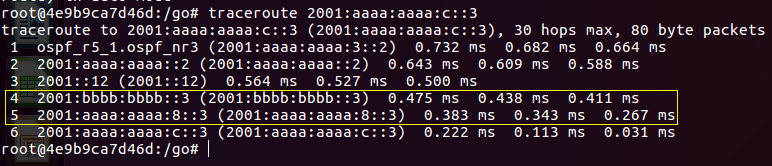 root@4e9b9ca7d46d:/go# traceroute 2001:aaaa:aaaa:c::3
traceroute to 2001:aaaa:aaaa:c::3 (2001:aaaa:aaaa:c::3), 30 hops max, 80 byte packets
1 ospf_r5_1.ospf_nr3 (2001:aaaa:aaaa:3::2) 0.732 ms 0.682 ms 0.664 ms
2 2001:aaaa:aaaa::2 (2001:aaaa:aaaa::2) 0.643 ms 0.609 ms 0.588 ms
3 2001::12 (2001::12) 0.564 ms 0.527 ms 0.500 ms
4 2001:bbbb:bbbb::3 (2001:bbbb:bbbb::3) 0.475 ms 0.438 ms 0.411 ms
5 2001:aaaa:aaaa:8::3 (2001:aaaa:aaaa:8::3) 0.383 ms 0.343 ms 0.267 ms
6 2001:aaaa:aaaa:c::3 (2001:aaaa:aaaa:c::3) 0.222 ms 0.113 ms 0.031 ms
root@4e9b9ca7d46d:/go#